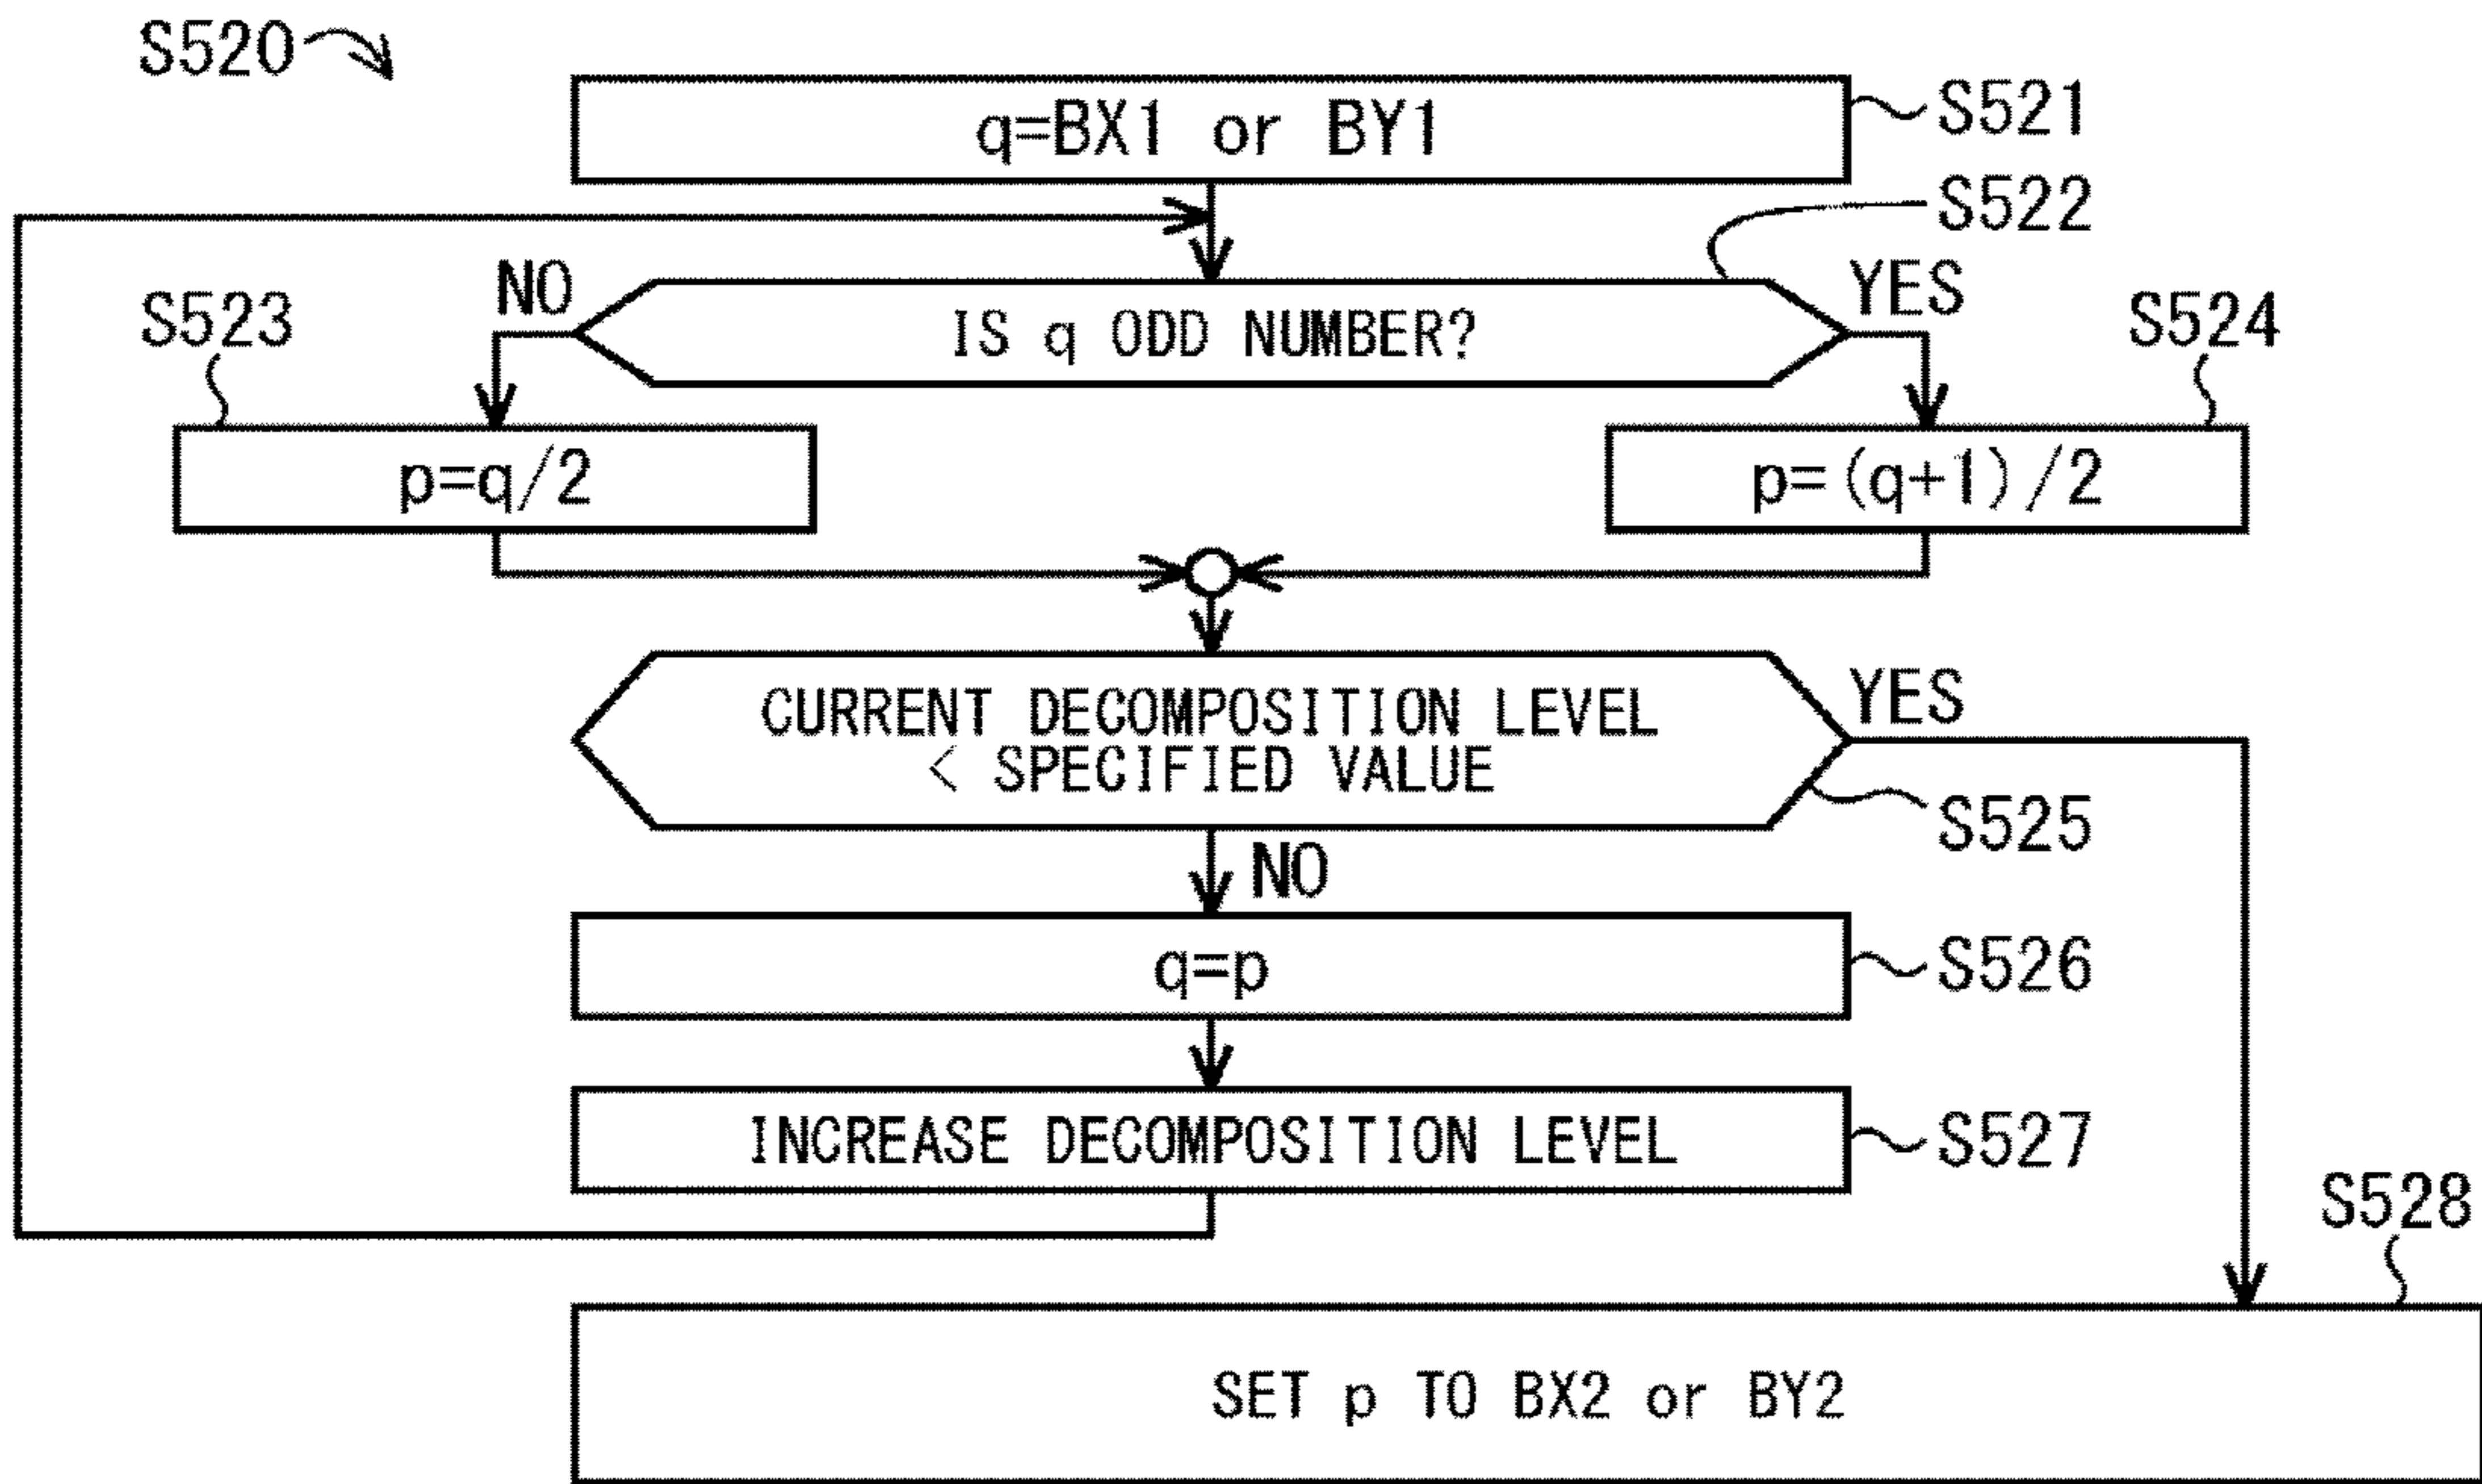 S520
q=BX1 or BY1
S521
S522
NO
YES
S523
IS q ODD NUMBER?
S524
p=q/2
p=(q+1)/2
CURRENT DECOMPOSITION LEVEL
< SPECIFIED VALUE
YES
S525
NO
q=p
S526
INCREASE DECOMPOSITION LEVEL
S527
S528
SET p TO BX2 or BY2